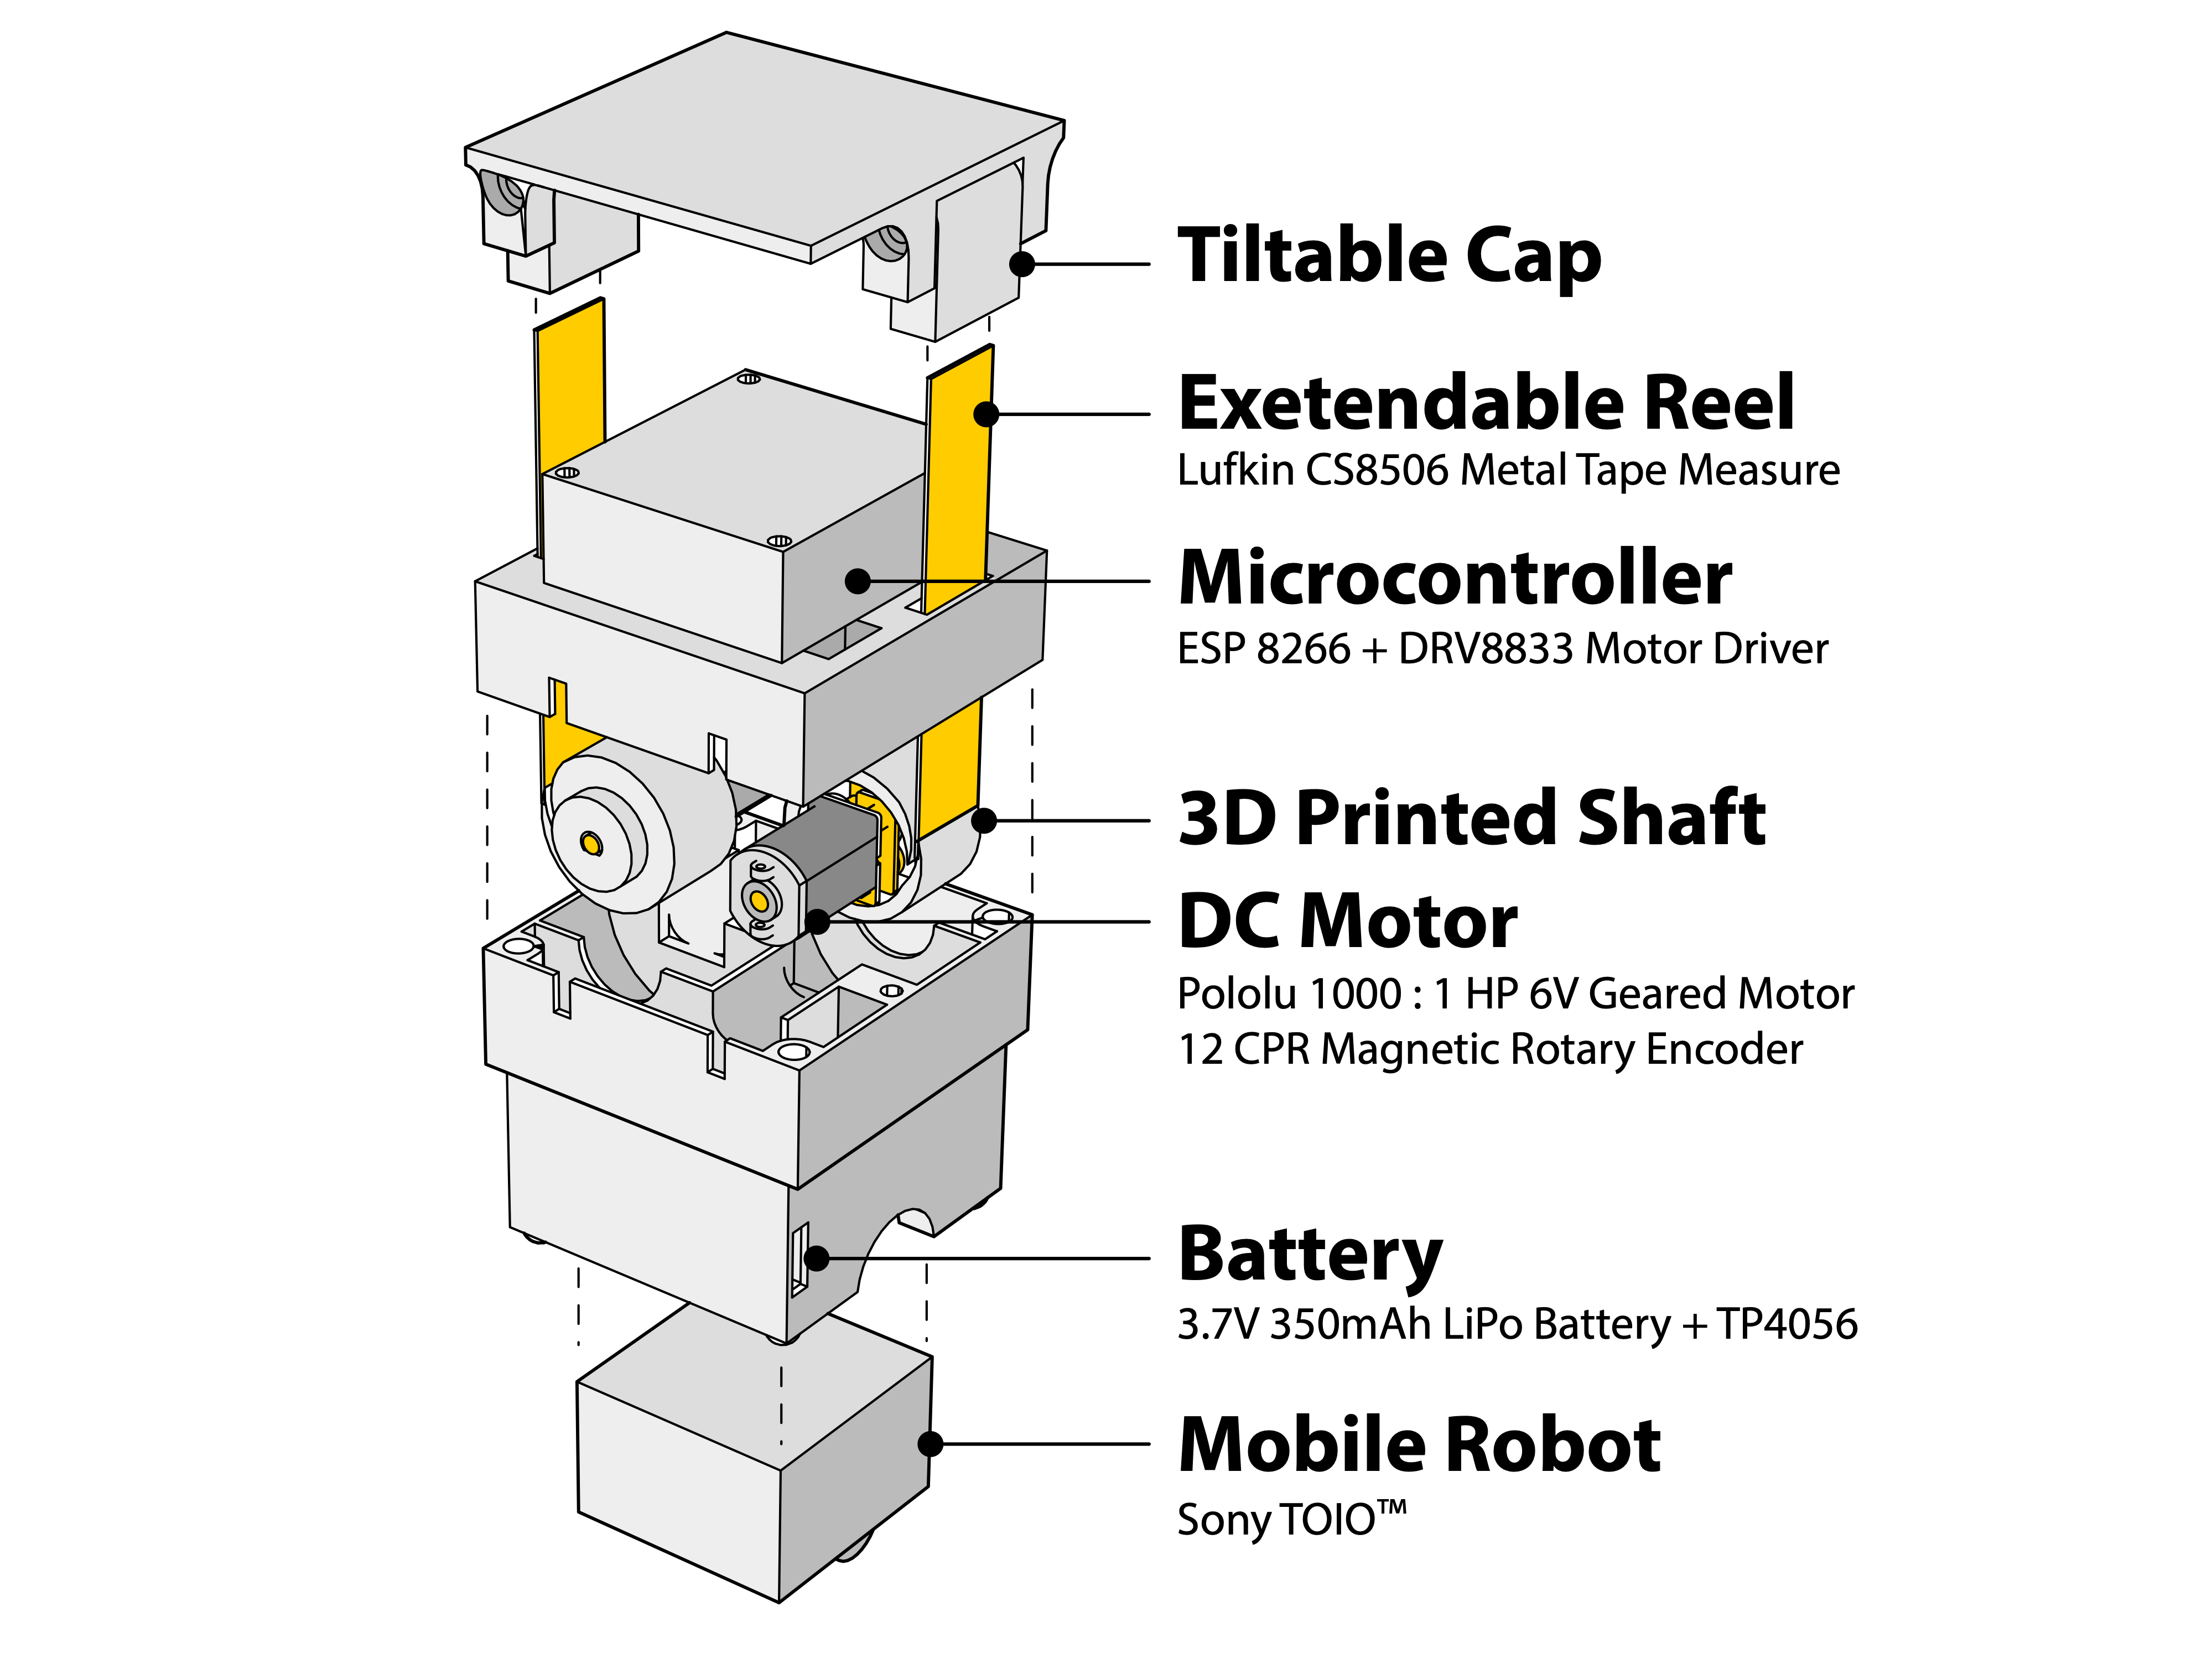 Tiltable Cap
Exetendable Reel
Lufkin CS8506 Metal Tape Measure
Microcontroller
ESP 8266 + DRV8833 Motor Driver
3D Printed Shaft
DC Motor
Pololu 1000 : 1 HP 6V Geared Motor
12 CPR Magnetic Rotary Encoder
Battery
3.7V 350mAh LiPo Battery + TP4056
Mobile Robot
Sony TOIO™